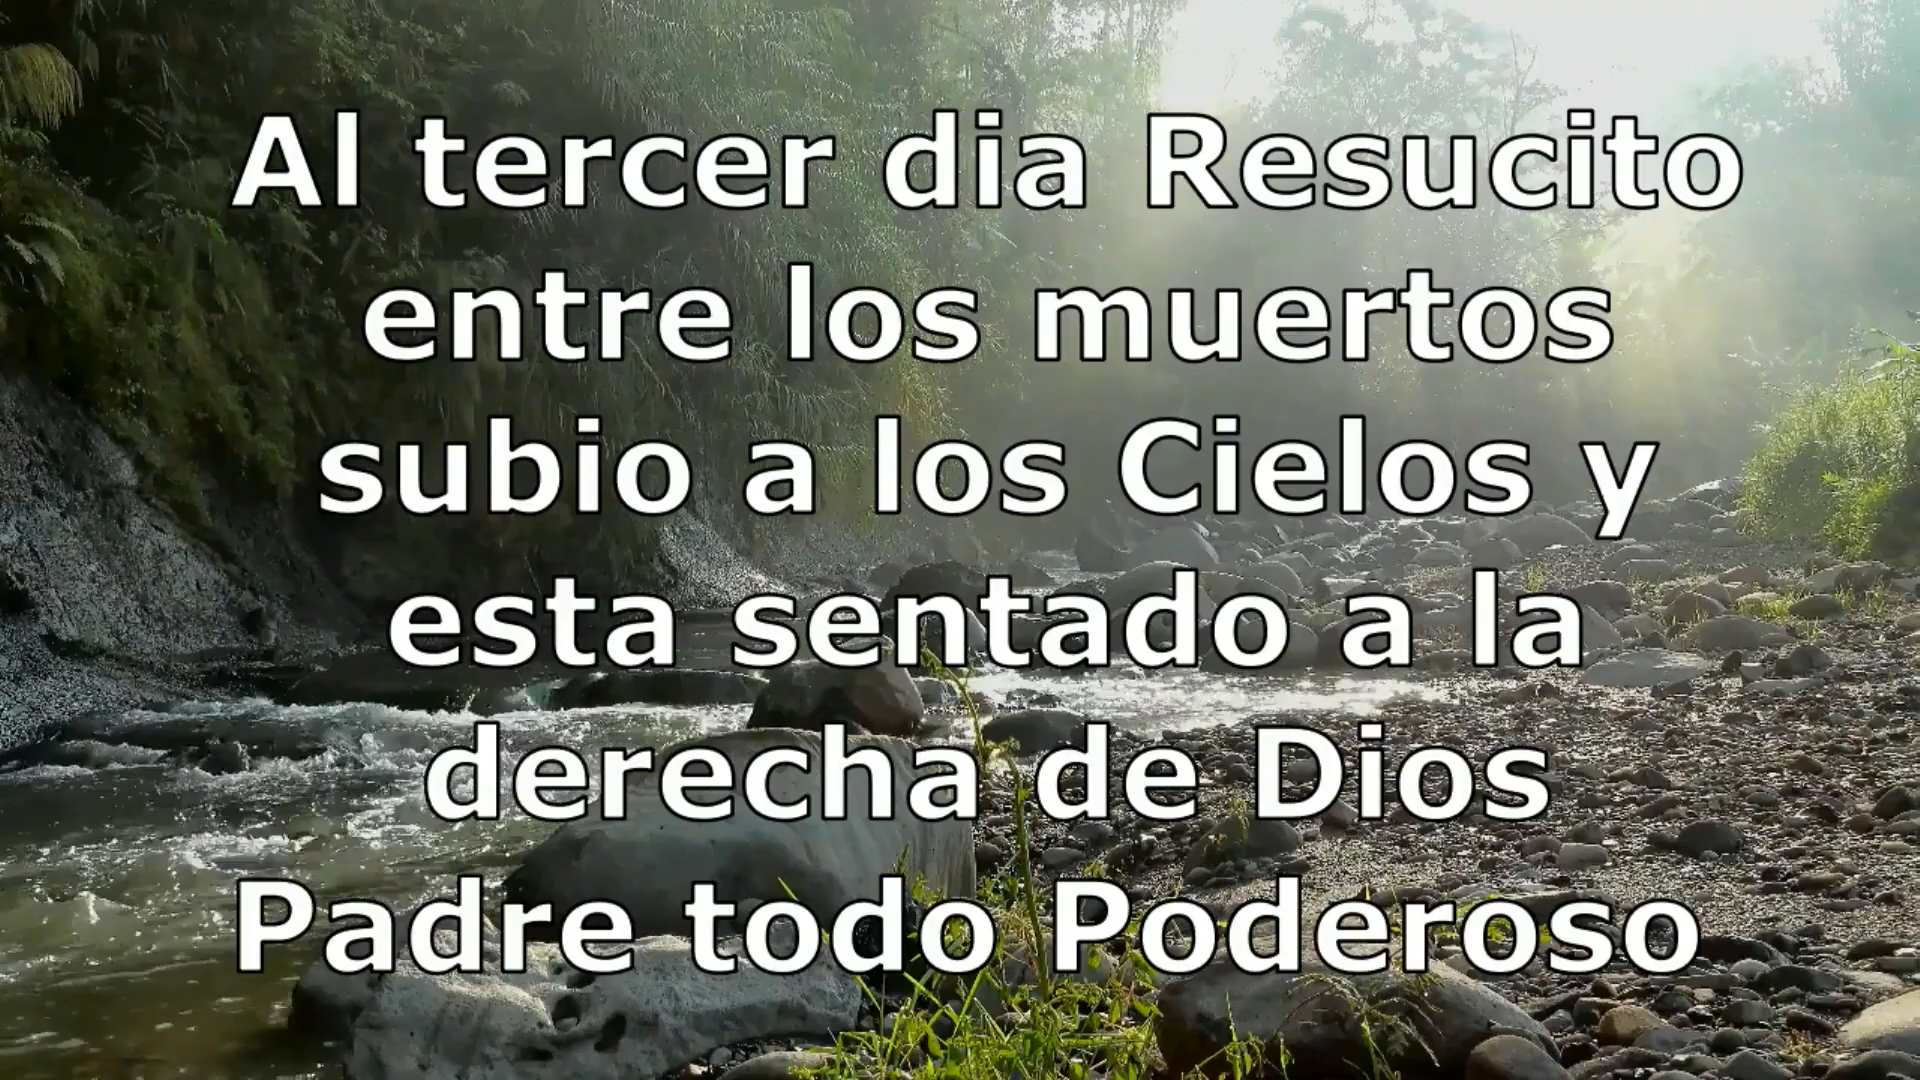 Al tercer dia Resucito
entre los muertos
subio a los Cielos y
esta sentado a la
derecha de Dios
Padre todo Poderoso